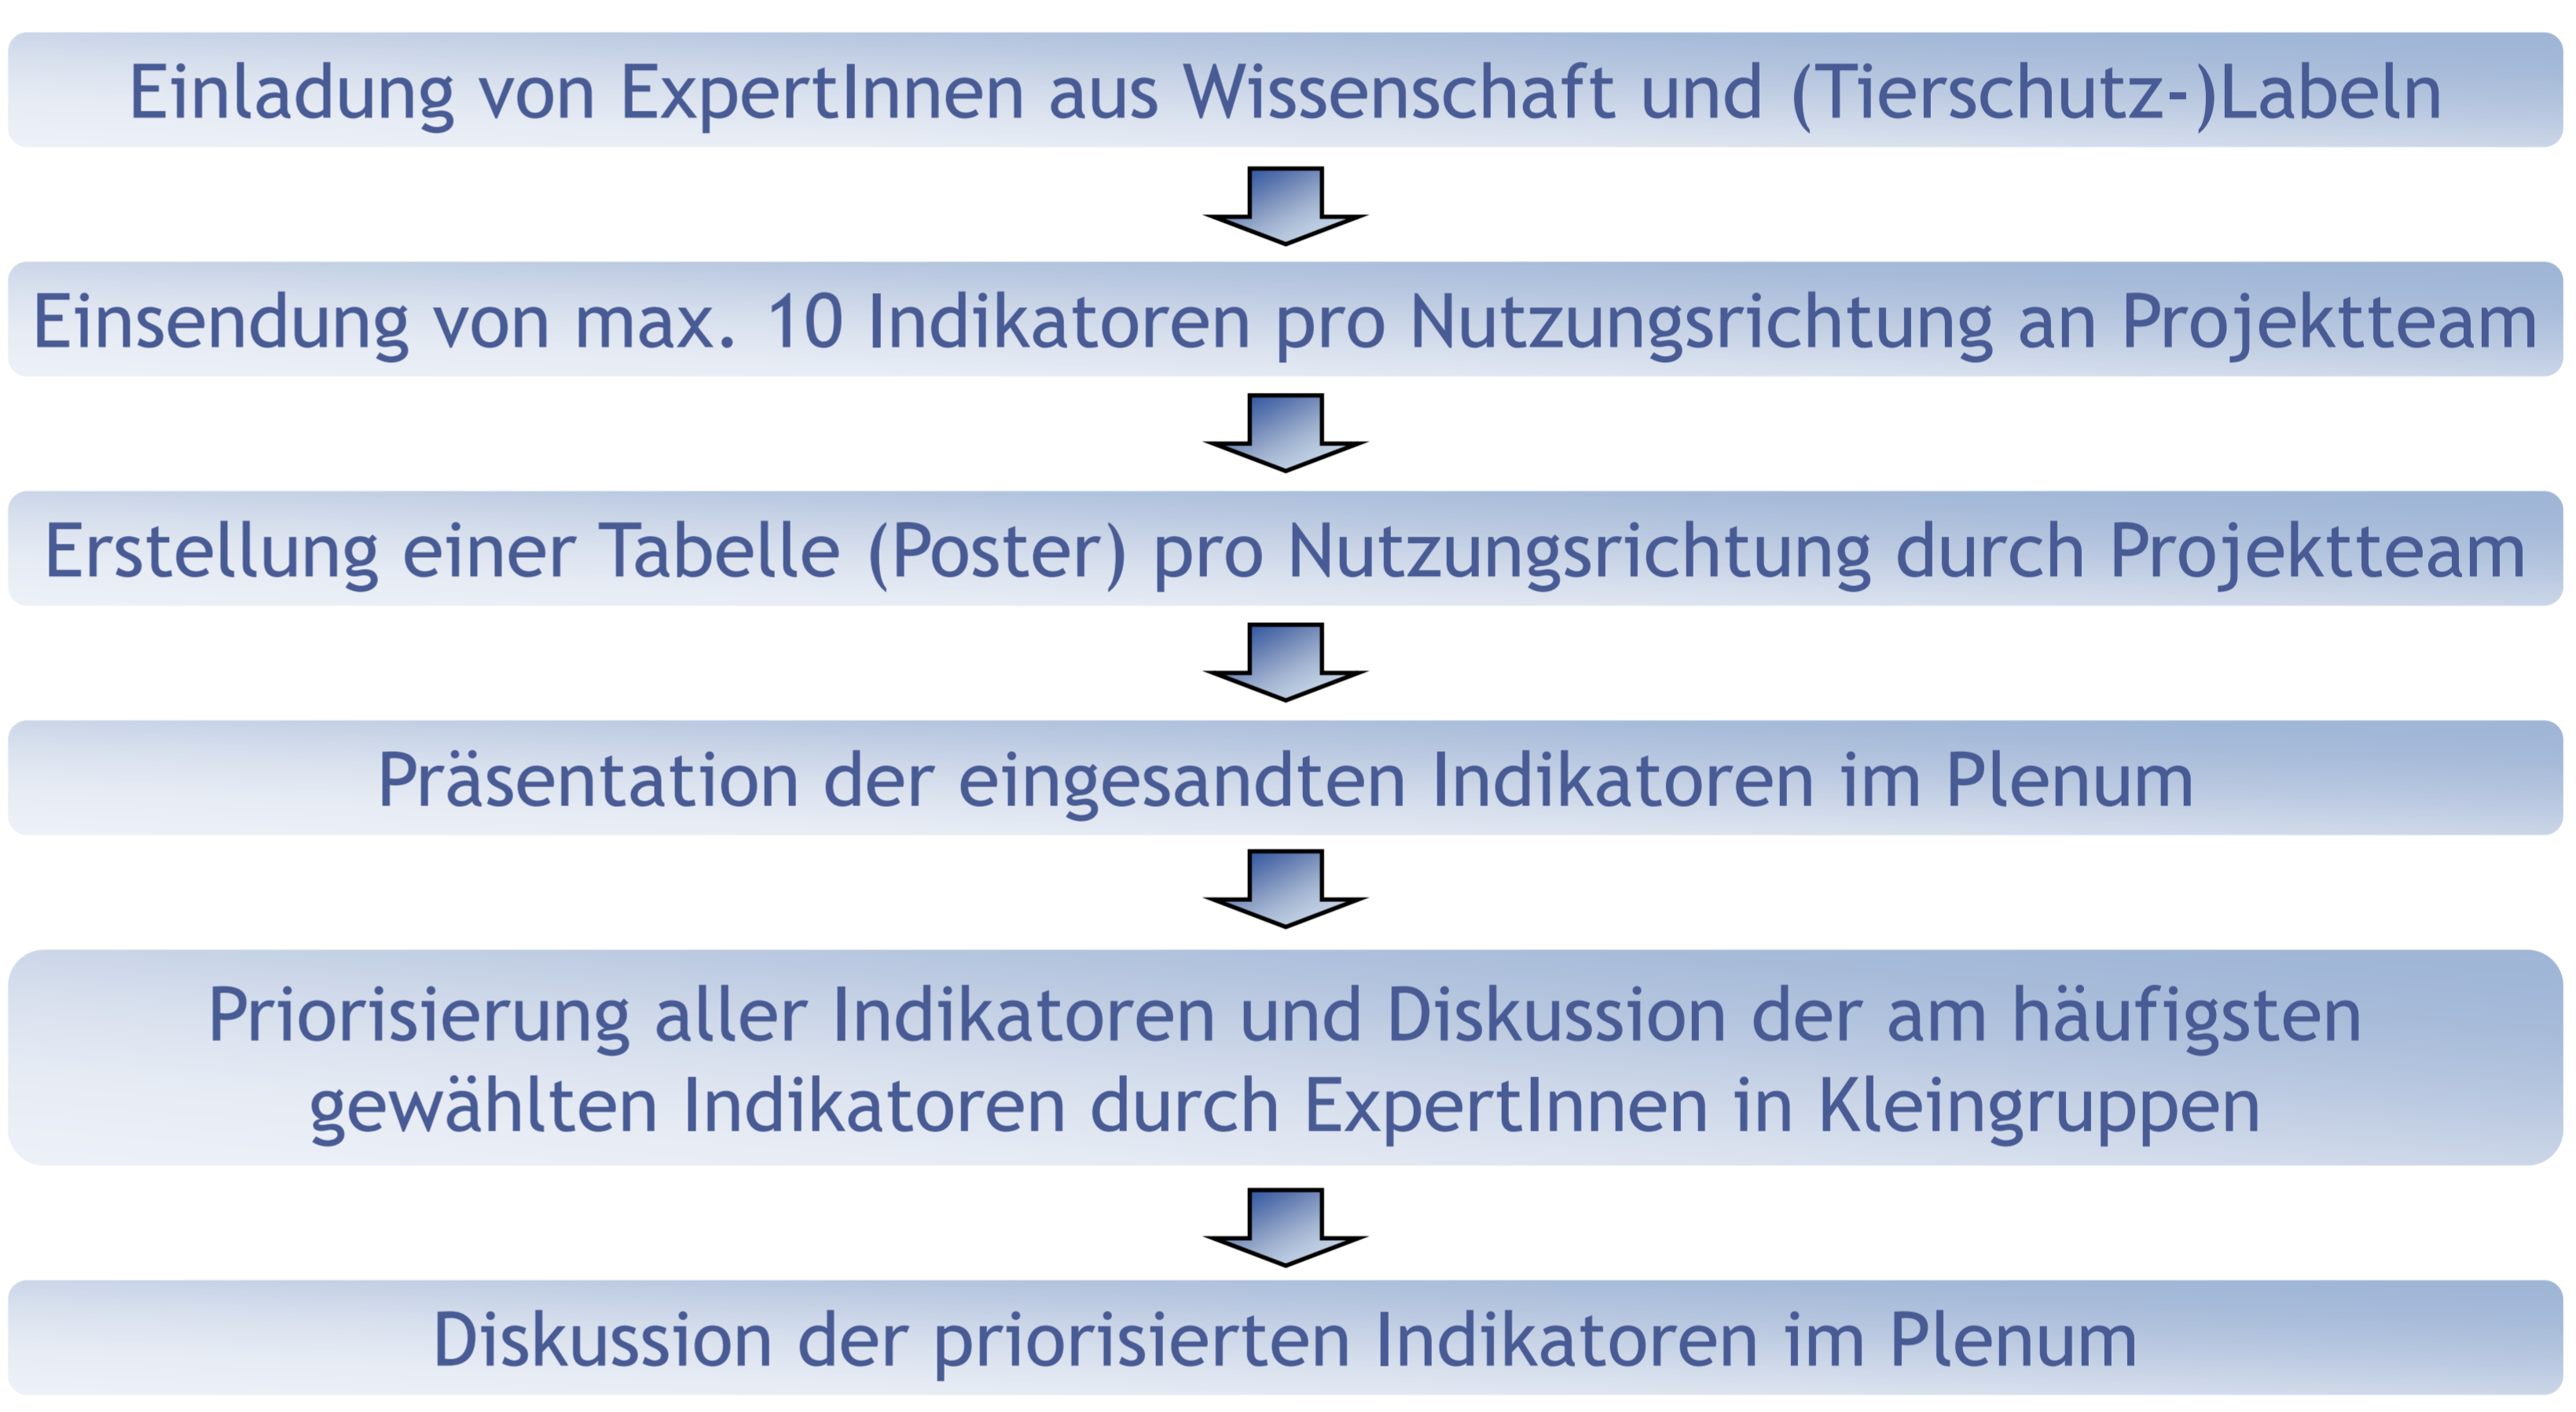 Einladung von ExpertInnen aus Wissenschaft und (Tierschutz-)Labeln
Einsendung von max. 10 Indikatoren pro Nutzungsrichtung an Projektteam
Erstellung einer Tabelle (Poster) pro Nutzungsrichtung durch Projektteam
Präsentation der eingesandten Indikatoren im Plenum
Priorisierung aller Indikatoren und Diskussion der am häufigsten
gewählten Indikatoren durch ExpertInnen in Kleingruppen
Diskussion der priorisierten Indikatoren im Plenum